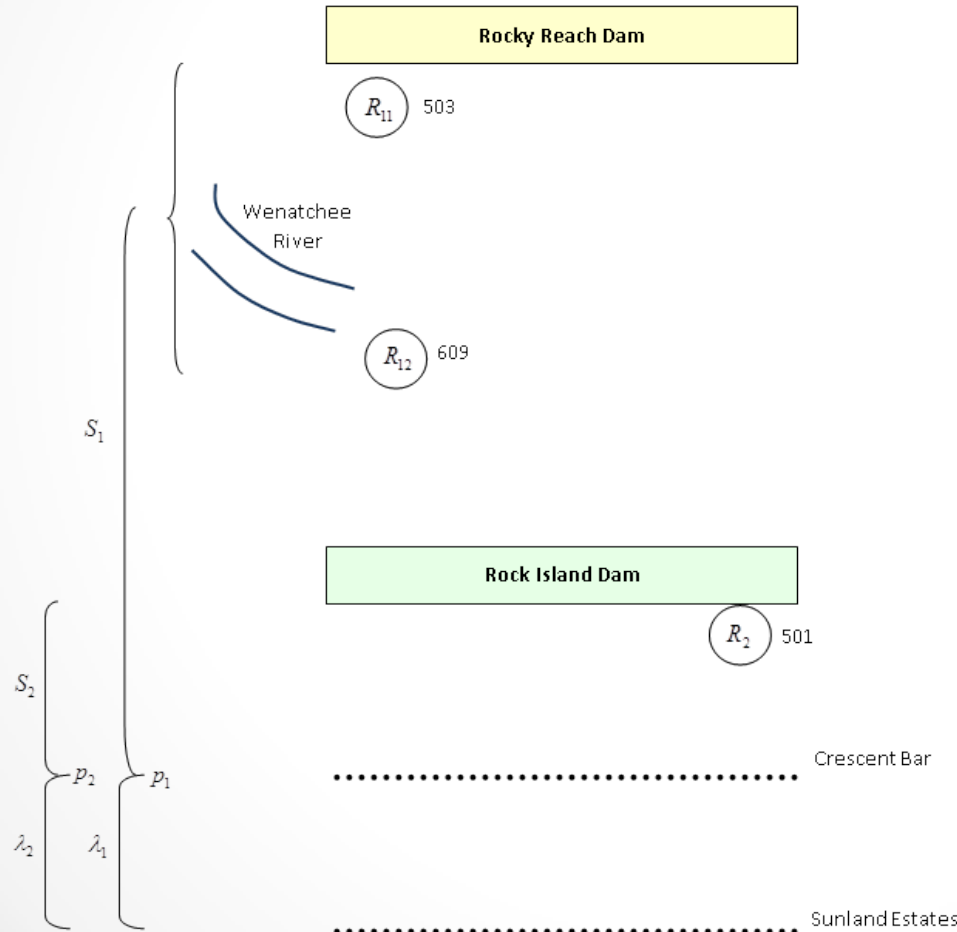 Rocky Reach Dam
R₁₁ 503
Wenatchee
River
R₁₂ 609
S₁
Rock Island Dam
R₂ 501
S₂
Crescent Bar
p₂ p₁
λ₂ λ₁
Sunland Estates